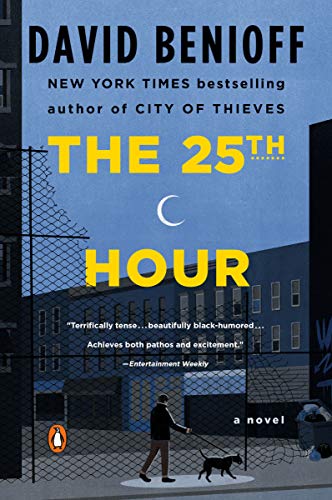 DAVID BENIOFF
NEW YORK TIMES bestselling
author of CITY OF THIEVES
THE 25TH
HOUR
"Terrifically tense...beautifully black-humored...
Achieves both pathos and excitement."
—Entertainment Weekly
a novel